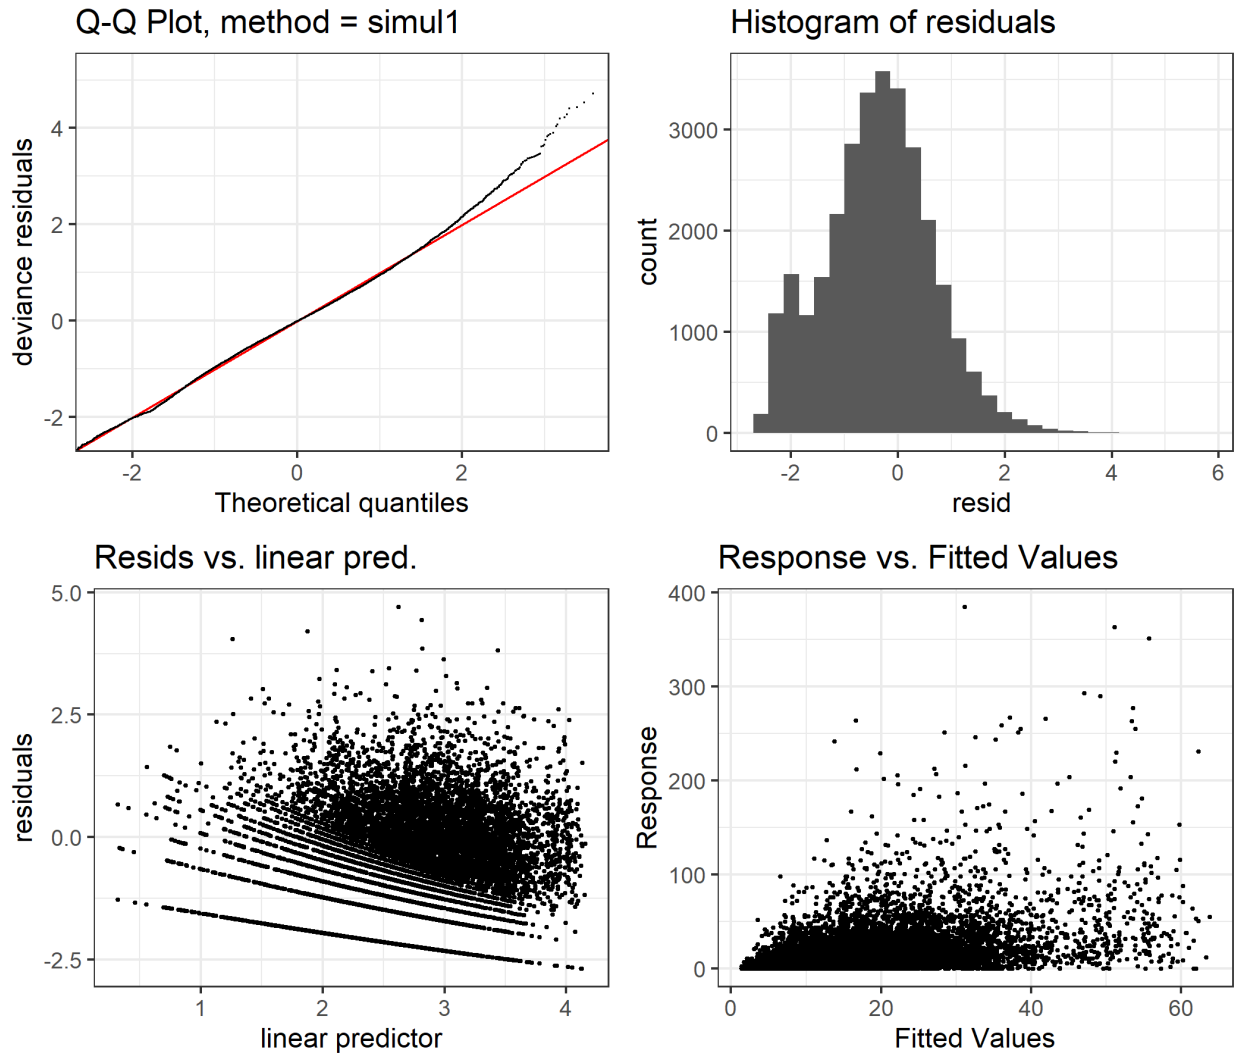 Q-Q Plot, method = simul1
4
2
0
-2
-2 0 2
deviance residuals
Theoretical quantiles
Histogram of residuals
3000
2000
1000
0
-2 0 2 4 6
count
resid
Resids vs. linear pred.
5.0
2.5
0.0
-2.5
1 2 3 4
residuals
linear predictor
Response vs. Fitted Values
400
300
200
100
0
0 20 40 60
Response
Fitted Values